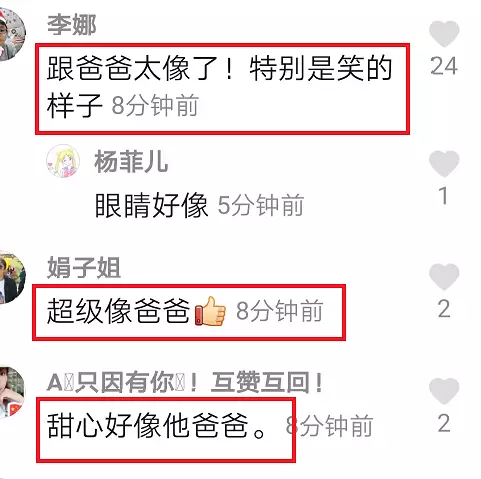 李娜
跟爸爸太像了！特别是笑的
样子 8分钟前
24
杨菲儿
眼睛好像 5分钟前
1
娟子姐
超级像爸爸👍 8分钟前
2
A只因有你！互赞互回！
甜心好像他爸爸。 8分钟前
2